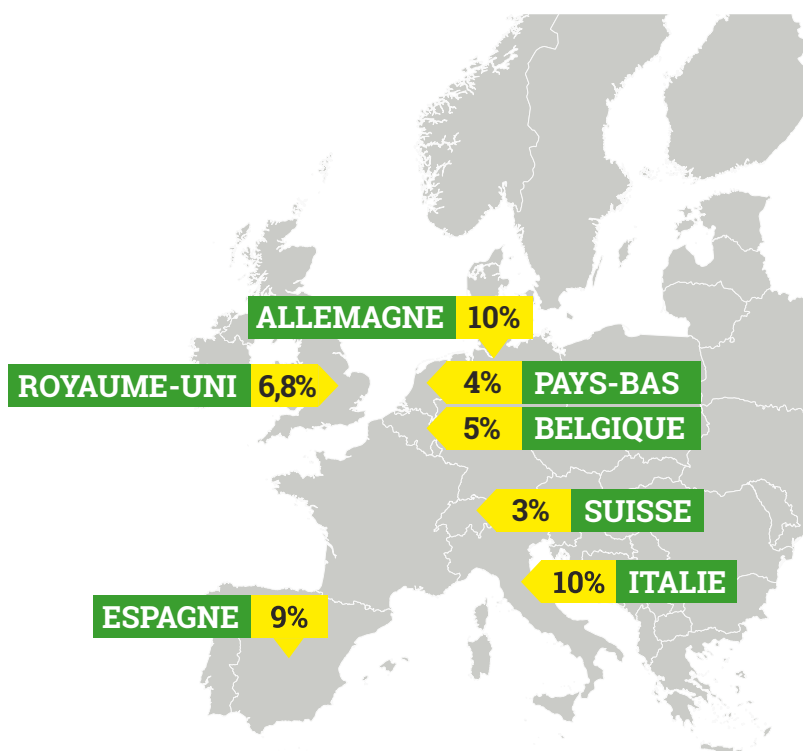 ALLEMAGNE 10%
ROYAUME-UNI 6,8%
4% PAYS-BAS
5% BELGIQUE
3% SUISSE
10% ITALIE
ESPAGNE 9%